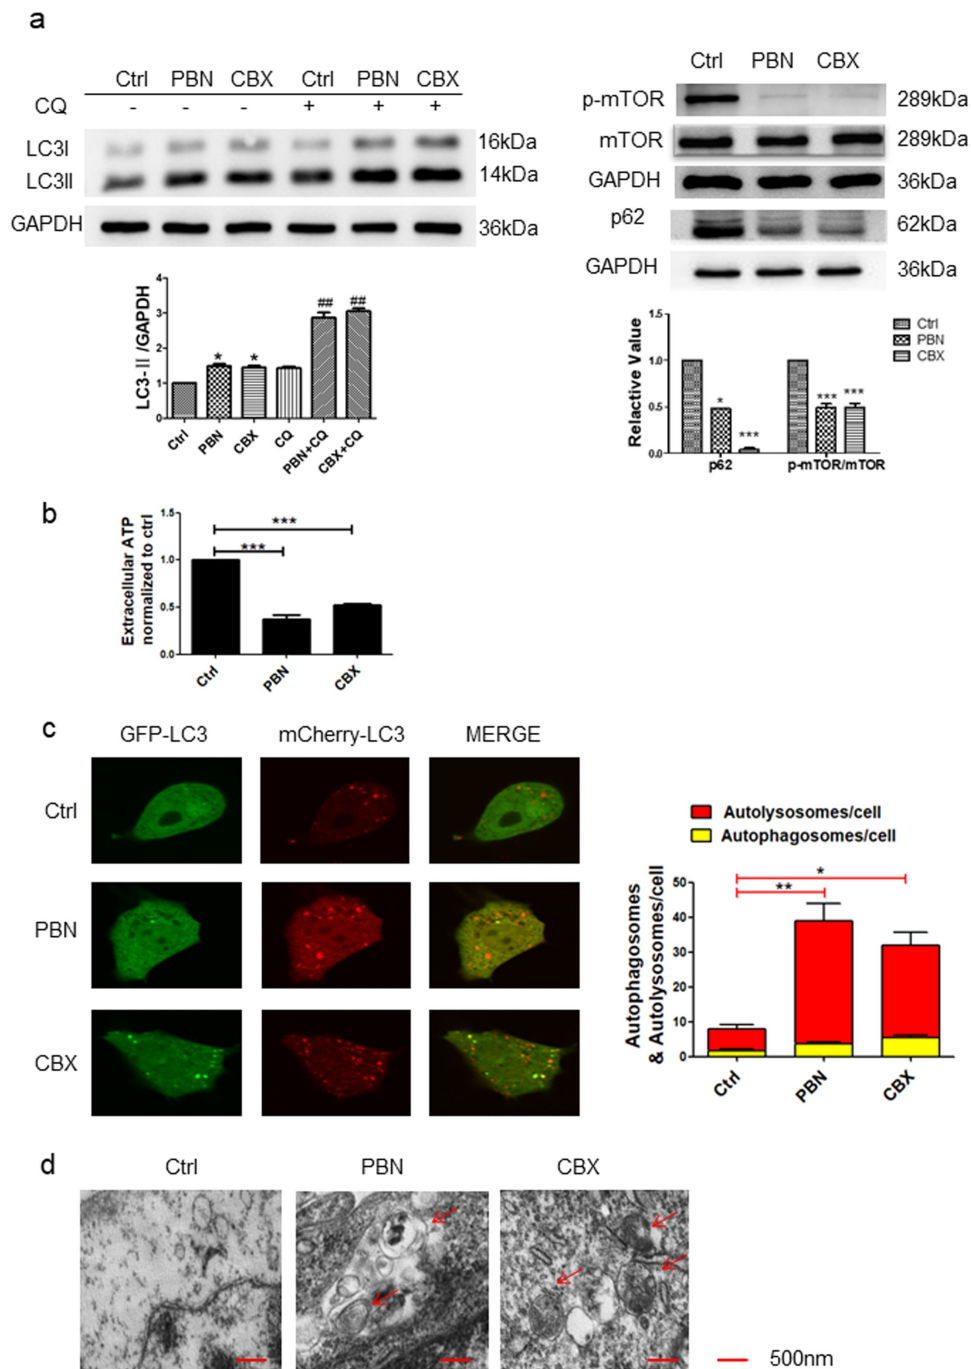 a
Ctrl PBN CBX Ctrl PBN CBX
CQ - - - + + +
LC3I 16kDa
LC3II 14kDa
GAPDH 36kDa
LC3-II/GAPDH
4
3
2
1
0
* * ## ##
Ctrl PBN CBX CQ PBN+CQ CBX+CQ
Ctrl PBN CBX
p-mTOR 289kDa
mTOR 289kDa
GAPDH 36kDa
p62 62kDa
GAPDH 36kDa
Relactive Value
1.5
1.0
0.5
0.0
* *** *** ***
p62 p-mTOR/mTOR
Ctrl
PBN
CBX
b
Extracellular ATP
normalized to ctrl
1.5
1.0
0.5
0.0
***
***
Ctrl PBN CBX
c
GFP-LC3 mCherry-LC3 MERGE
Ctrl
PBN
CBX
Autolysosomes/cell
Autophagosomes/cell
Autophagosomes
& Autolysosomes/cell
50
40
30
20
10
0
*
**
Ctrl PBN CBX
d
Ctrl PBN CBX
500nm